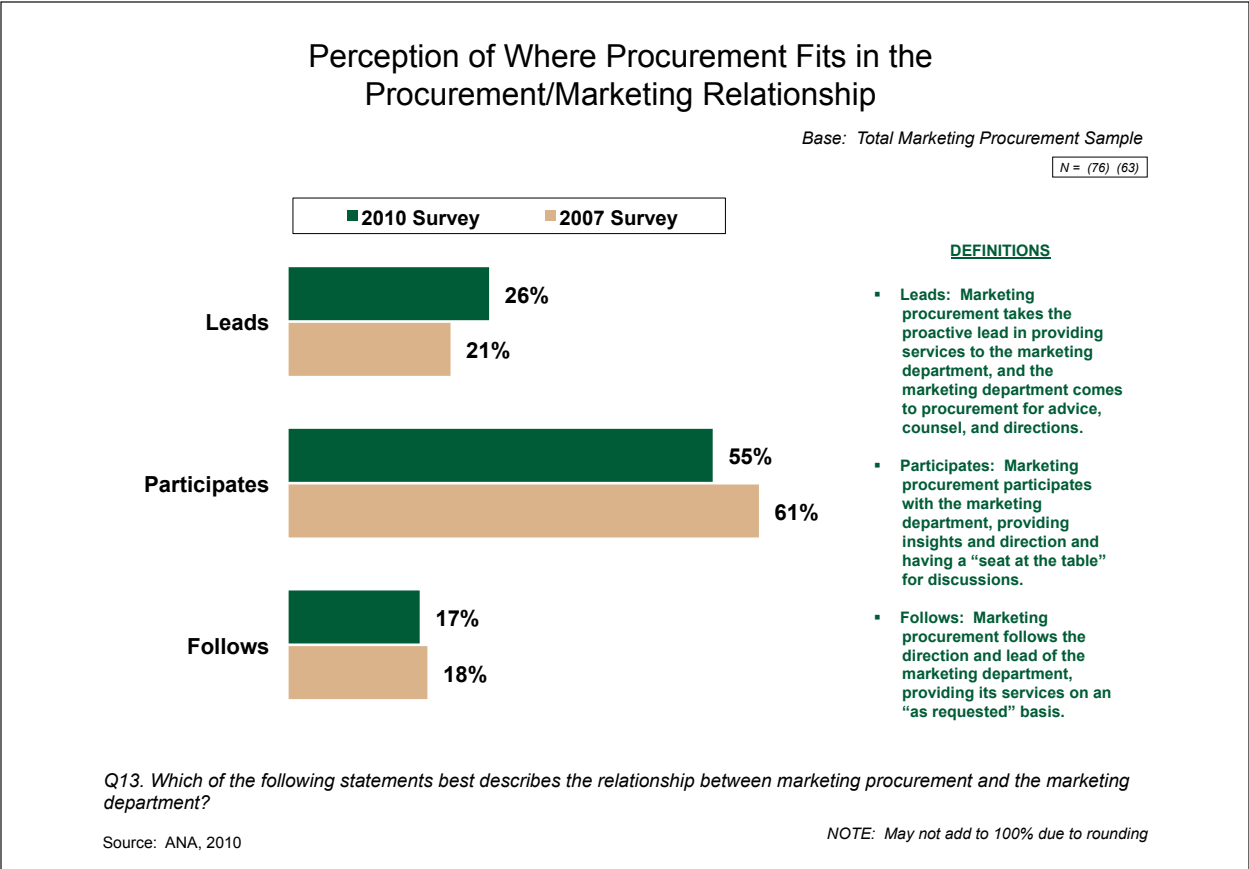 Perception of Where Procurement Fits in the
Procurement/Marketing Relationship
Base:  Total Marketing Procurement Sample
N =  (76)  (63)
2010 Survey
2007 Survey
Leads
26%
21%
Participates
55%
61%
Follows
17%
18%
DEFINITIONS
▪ Leads:  Marketing
procurement takes the
proactive lead in providing
services to the marketing
department, and the
marketing department comes
to procurement for advice,
counsel, and directions.
▪ Participates:  Marketing
procurement participates
with the marketing
department, providing
insights and direction and
having a “seat at the table”
for discussions.
▪ Follows:  Marketing
procurement follows the
direction and lead of the
marketing department,
providing its services on an
“as requested” basis.
Q13. Which of the following statements best describes the relationship between marketing procurement and the marketing
department?
Source:  ANA, 2010
NOTE:  May not add to 100% due to rounding